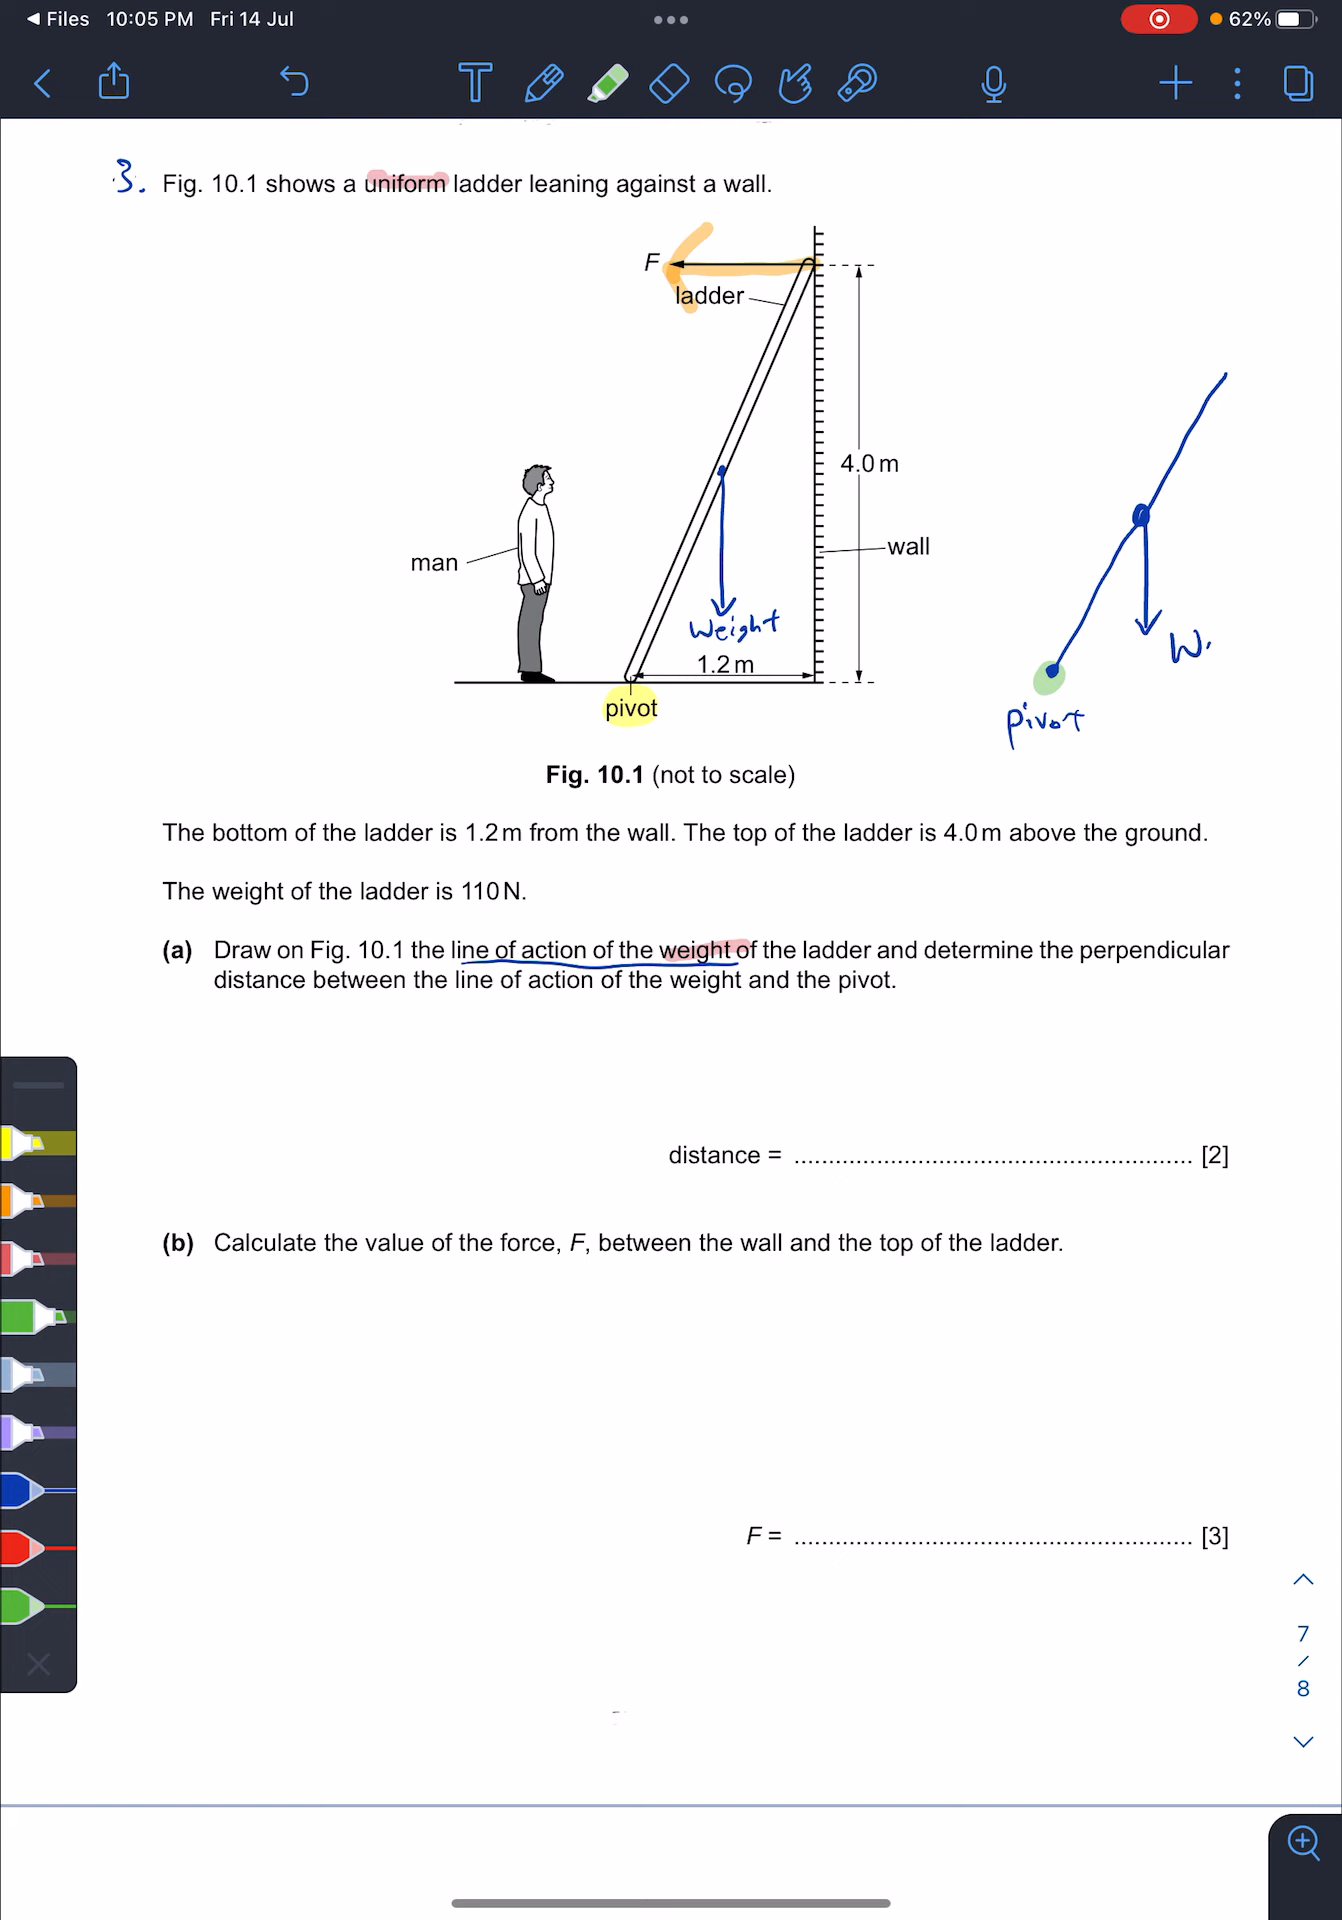 Files 10:05 PM Fri 14 Jul
62%
3. Fig. 10.1 shows a uniform ladder leaning against a wall.
F
ladder
4.0 m
man
wall
Weight
W.
1.2 m
pivot
pivot
Fig. 10.1 (not to scale)
The bottom of the ladder is 1.2 m from the wall. The top of the ladder is 4.0 m above the ground.
The weight of the ladder is 110 N.
(a) Draw on Fig. 10.1 the line of action of the weight of the ladder and determine the perpendicular
distance between the line of action of the weight and the pivot.
distance = .......................................................... [2]
(b) Calculate the value of the force, F, between the wall and the top of the ladder.
F = .......................................................... [3]
7
/
8